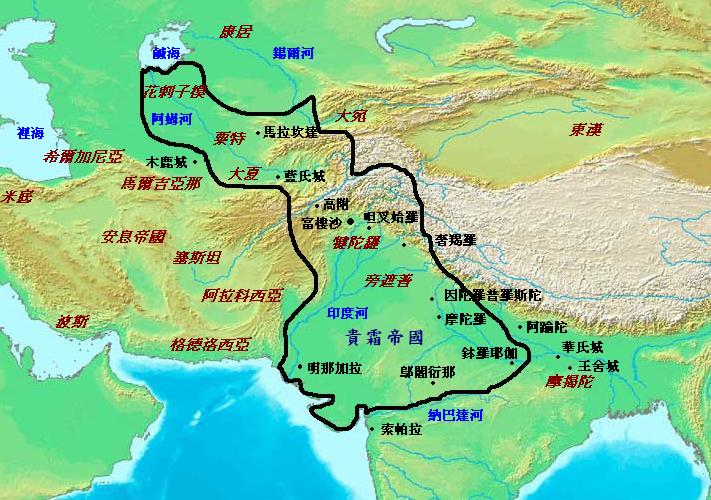 康居
鹹海
錫爾河
花剌子模
大宛
阿姆河
粟特
馬拉坎達
東漢
裡海
希爾加尼亞
木鹿城
大夏
藍氏城
馬爾吉亞那
米底
高附
富樓沙
呾叉始羅
犍陀羅
奢羯羅
安息帝國
塞斯坦
旁遮普
阿拉科西亞
因陀羅普羅斯陀
印度河
摩陀羅
波斯
貴霜帝國
阿踰陀
格德洛西亞
華氏城
鉢羅耶伽
明那加拉
鄔闍衍那
王舍城
摩揭陀
納巴達河
索帕拉